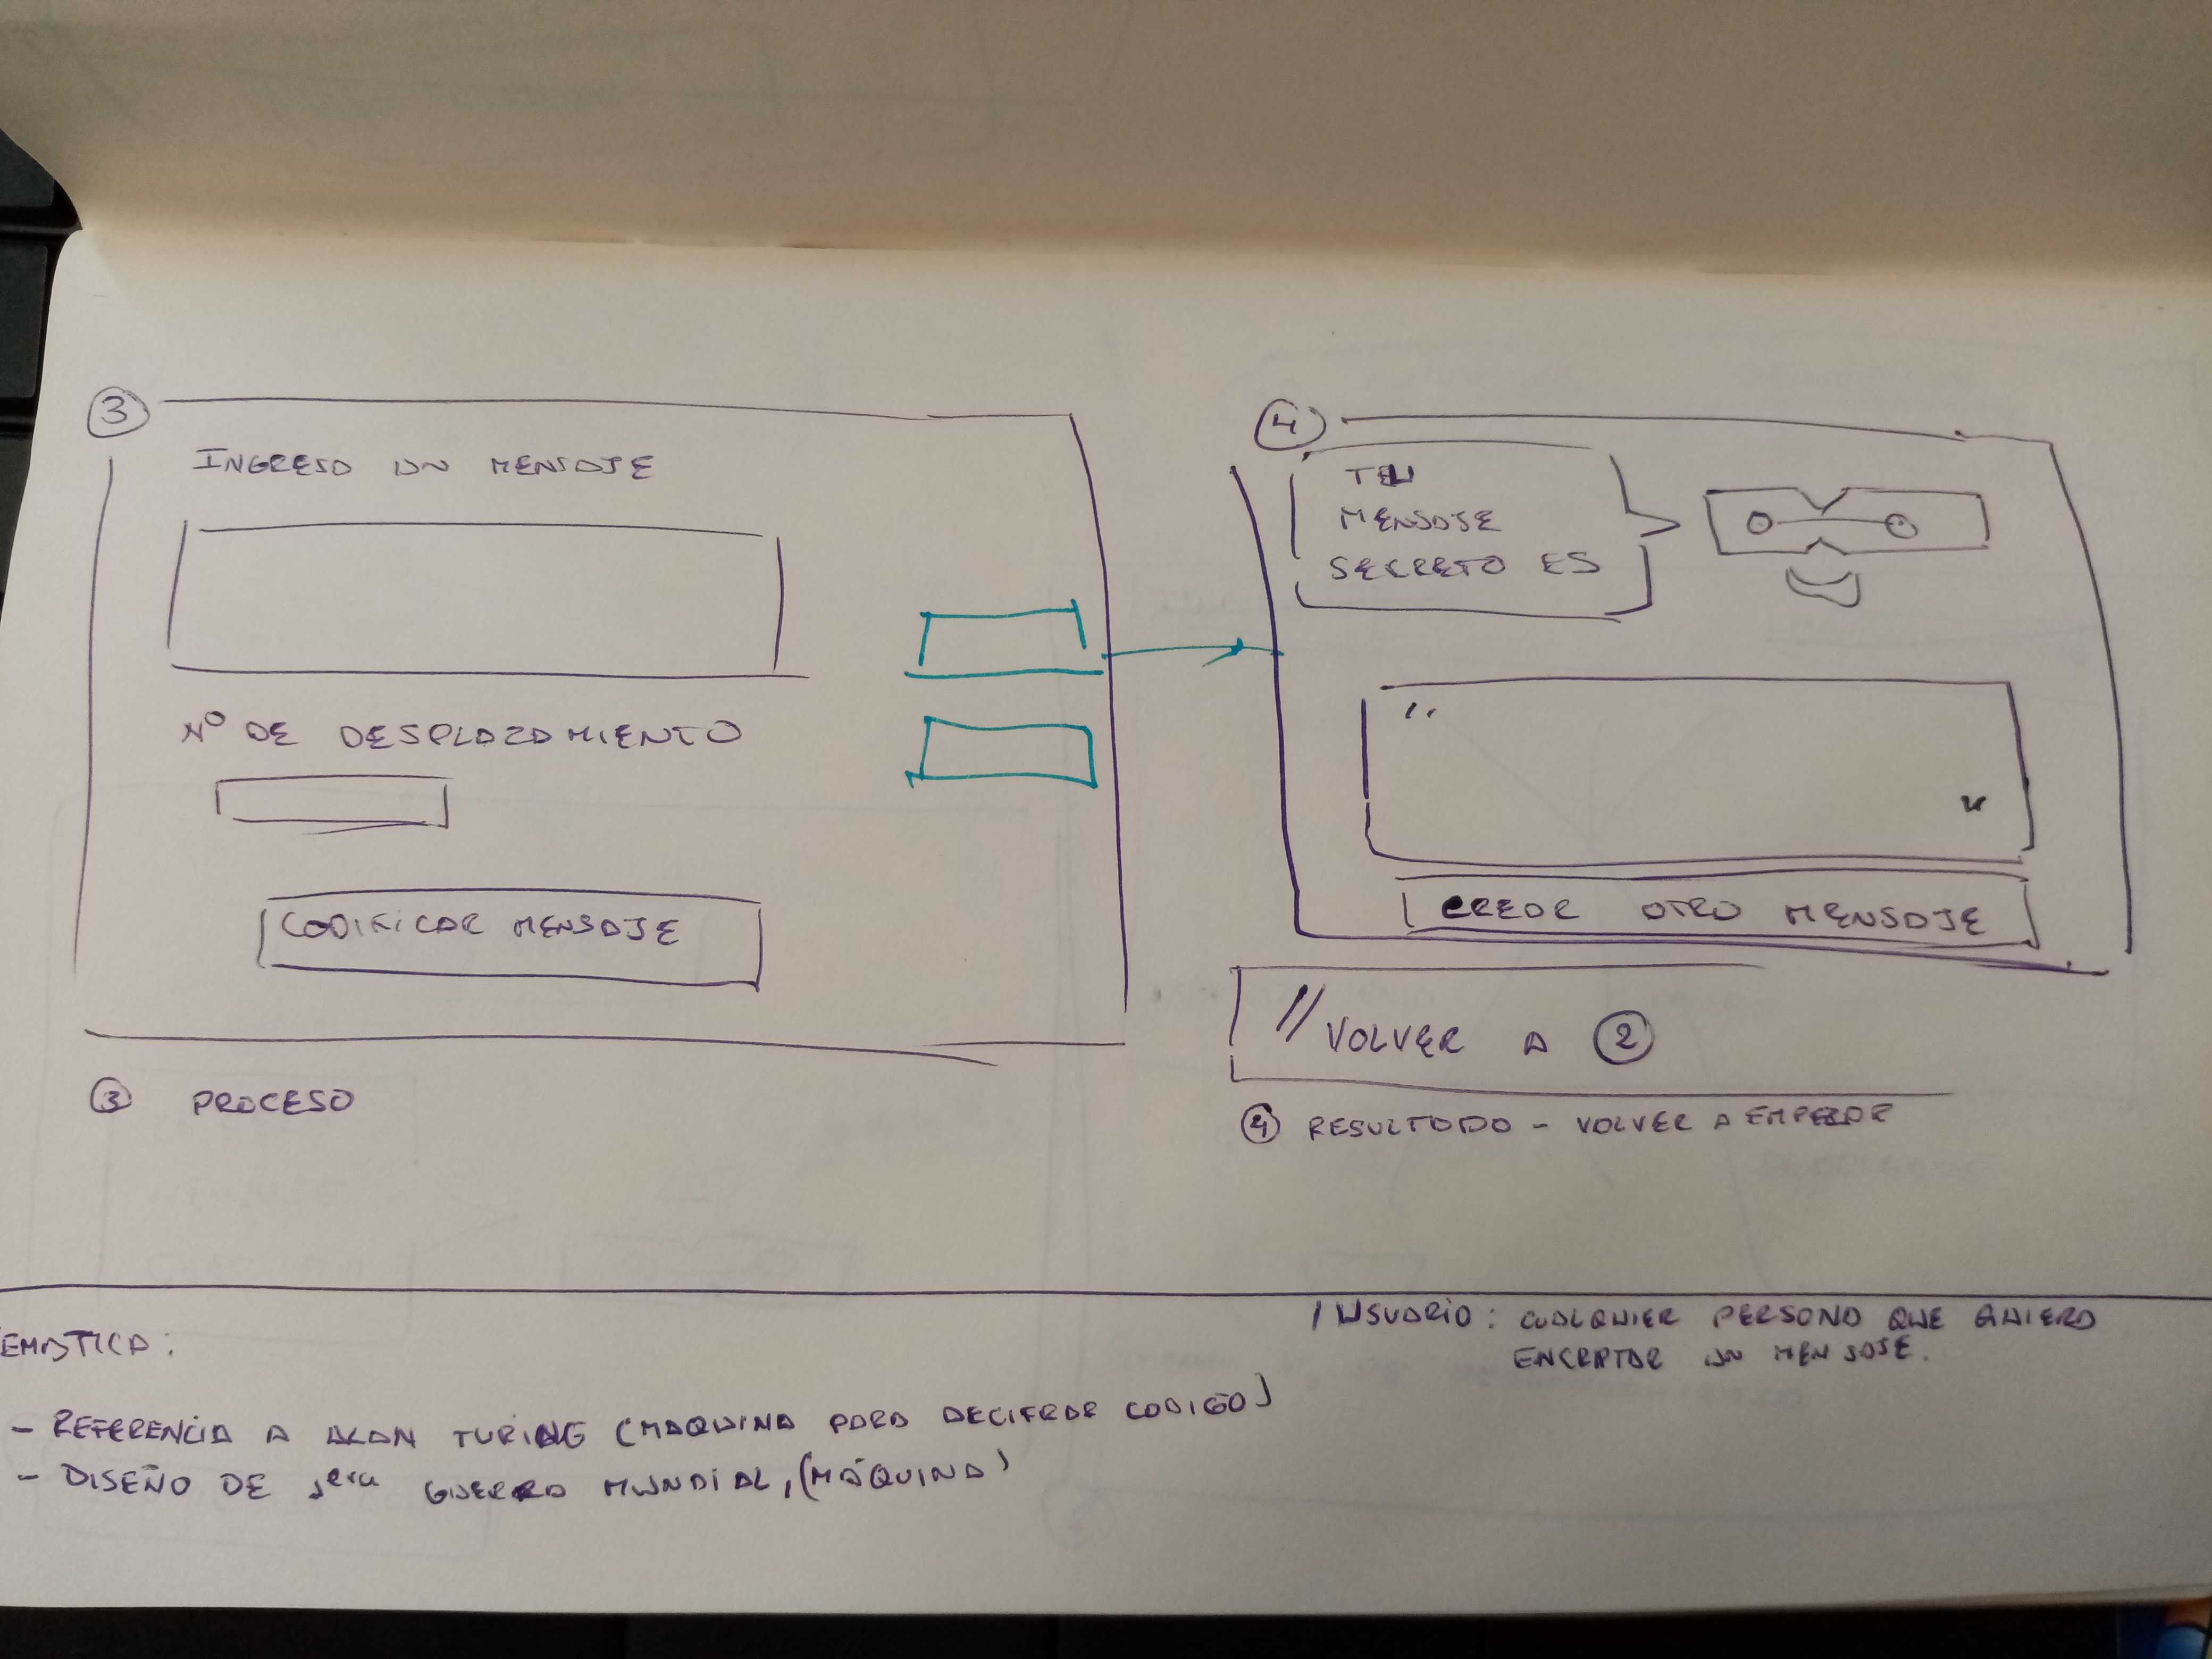 3
INGRESA UN MENSAJE
Nº DE DESPLAZAMIENTO
CODIFICAR MENSAJE
3 PROCESO
4
TU
MENSAJE
SECRETO ES
"
"
CREAR OTRO MENSAJE
// VOLVER A 2
4 RESULTADO - VOLVER A EMPEZAR
EMATICA:
- REFERENCIA A ALAN TURING (MAQUINA PARA DECIFRAR CODIGO)
- DISEÑO DE 1era GUERRA MUNDIAL, (MÁQUINA)
/ USUARIO: CUALQUIER PERSONA QUE QUIERA
ENCRPTAR UN MENSAJE.